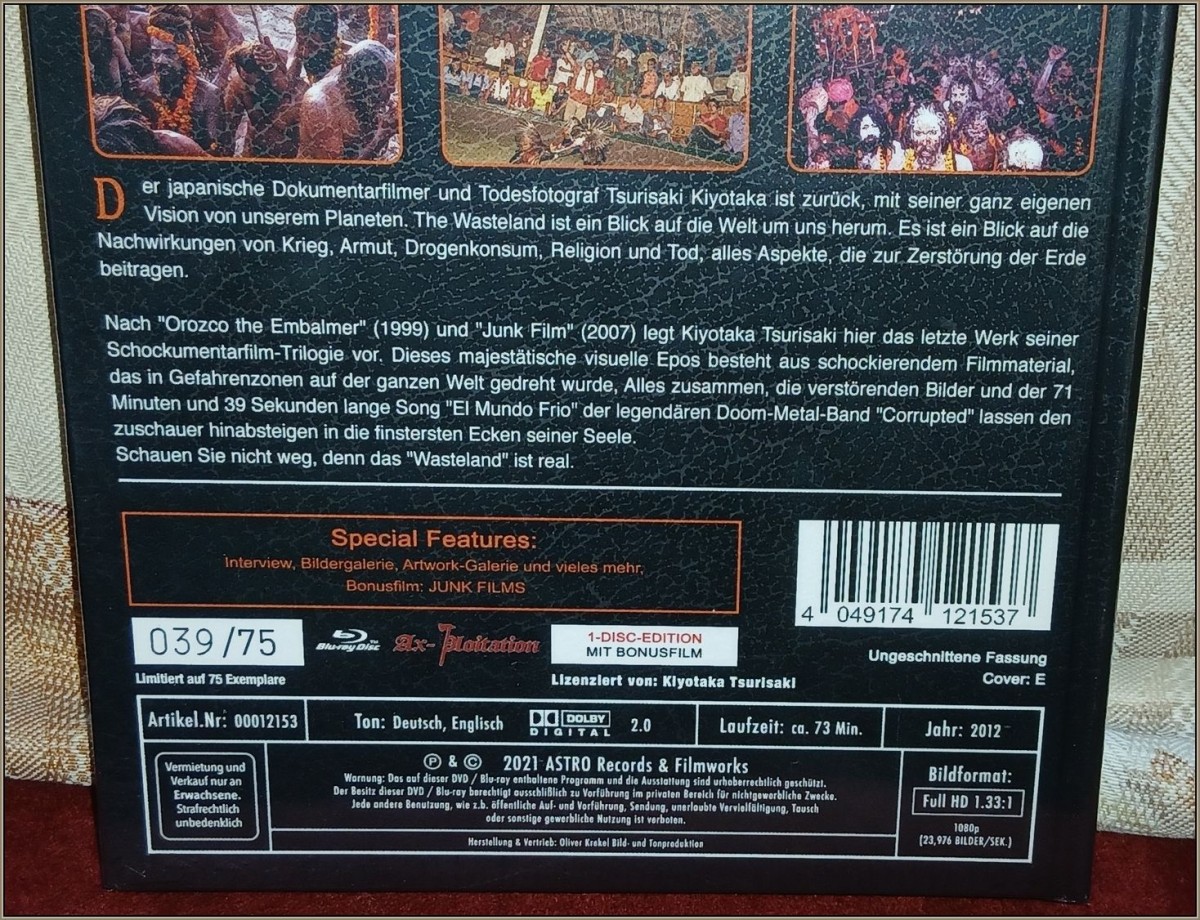 Der japanische Dokumentarfilmer und Todesfotograf Tsurisaki Kiyotaka ist zurück, mit seiner ganz eigenen
Vision von unserem Planeten. The Wasteland ist ein Blick auf die Welt um uns herum. Es ist ein Blick auf die
Nachwirkungen von Krieg, Armut, Drogenkonsum, Religion und Tod, alles Aspekte, die zur Zerstörung der Erde
beitragen.
Nach "Orozco the Embalmer" (1999) und "Junk Film" (2007) legt Kiyotaka Tsurisaki hier das letzte Werk seiner
Schockumentarfilm-Trilogie vor. Dieses majestätische visuelle Epos besteht aus schockierendem Filmmaterial,
das in Gefahrenzonen auf der ganzen Welt gedreht wurde, Alles zusammen, die verstörenden Bilder und der 71
Minuten und 39 Sekunden lange Song "El Mundo Frio" der legendären Doom-Metal-Band "Corrupted" lassen den
zuschauer hinabsteigen in die finstersten Ecken seiner Seele.
Schauen Sie nicht weg, denn das "Wasteland" ist real.
Special Features:
Interview, Bildergalerie, Artwork-Galerie und vieles mehr,
Bonusfilm: JUNK FILMS
4 049174 121537
039/75
Limitiert auf 75 Exemplare
Blu-ray Disc
Ax-Ploitation
1-DISC-EDITION
MIT BONUSFILM
Lizenziert von: Kiyotaka Tsurisaki
Ungeschnittene Fassung
Cover: E
Artikel.Nr: 00012153
Ton: Deutsch, Englisch DOLBY DIGITAL 2.0
Laufzeit: ca. 73 Min.
Jahr: 2012
Vermietung und
Verkauf nur an
Erwachsene.
Strafrechtlich
unbedenklich
℗ & © 2021 ASTRO Records & Filmworks
Warnung: Das auf dieser DVD / Blu-ray enthaltene Programm und die Ausstattung sind urheberrechtlich geschützt.
Der Besitz dieser DVD / Blu-ray berechtigt ausschließlich zu Vorführung im privaten Bereich für nichtgewerbliche Zwecke.
Jede andere Benutzung, wie z.b. öffentliche Auf- und Vorführung, Sendung, unerlaubte Vervielfältigung, Tausch
oder sonstige gewerbliche Nutzung ist verboten.
Herstellung & Vertrieb: Oliver Krekel Bild- und Tonproduktion
Bildformat:
Full HD 1.33:1
1080p
(23,976 BILDER/SEK.)